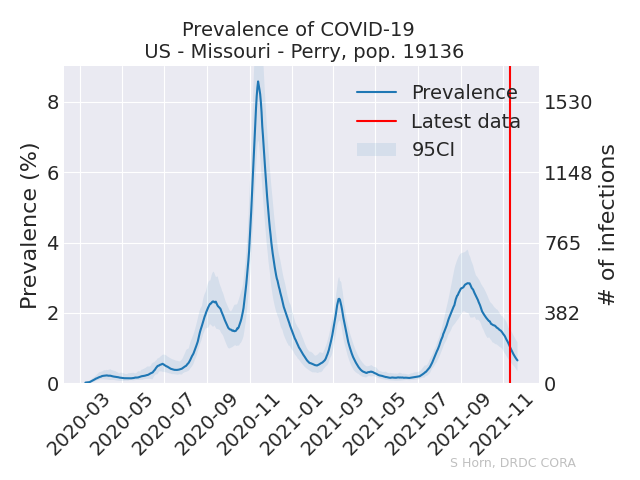 Prevalence of COVID-19
US - Missouri - Perry, pop. 19136
Prevalence
Latest data
95CI
Prevalence (%)
8
6
4
2
0
1530
1148
765
382
0
# of infections
2020-03
2020-05
2020-07
2020-09
2020-11
2021-01
2021-03
2021-05
2021-07
2021-09
2021-11
S Horn, DRDC CORA